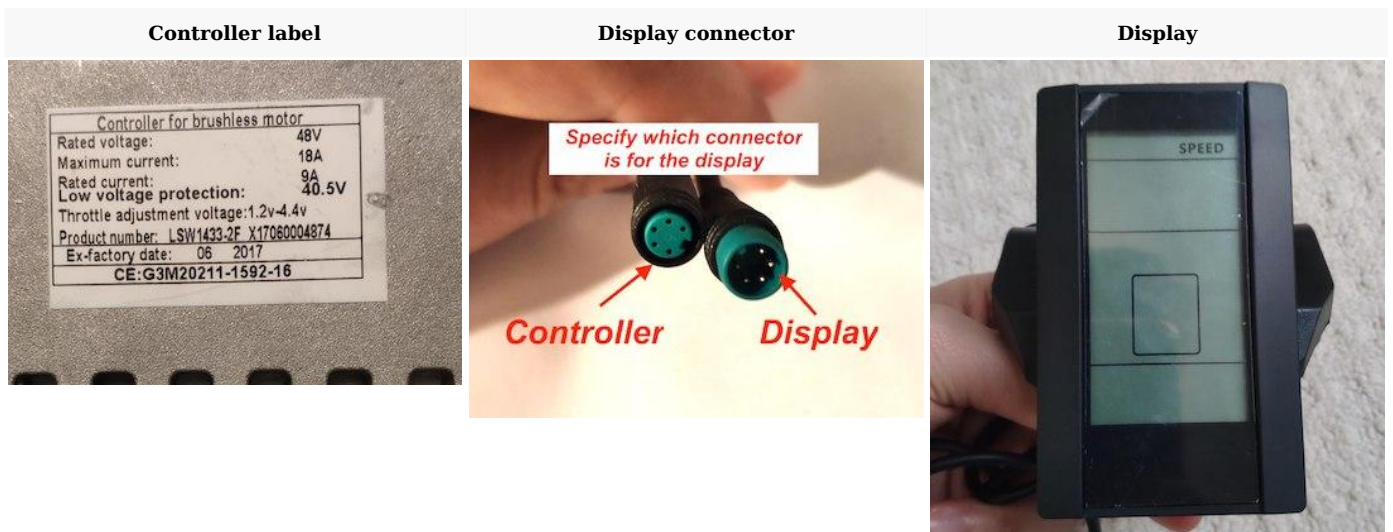 Controller label
Display connector
Display
Controller for brushless motor
Rated voltage: 48V
Maximum current: 18A
Rated current: 9A
Low voltage protection: 40.5V
Throttle adjustment voltage:1.2v-4.4v
Product number: LSW1433-2F X17060004874
Ex-factory date: 06 2017
CE:G3M20211-1592-16
Specify which connector
is for the display
Controller
Display
SPEED